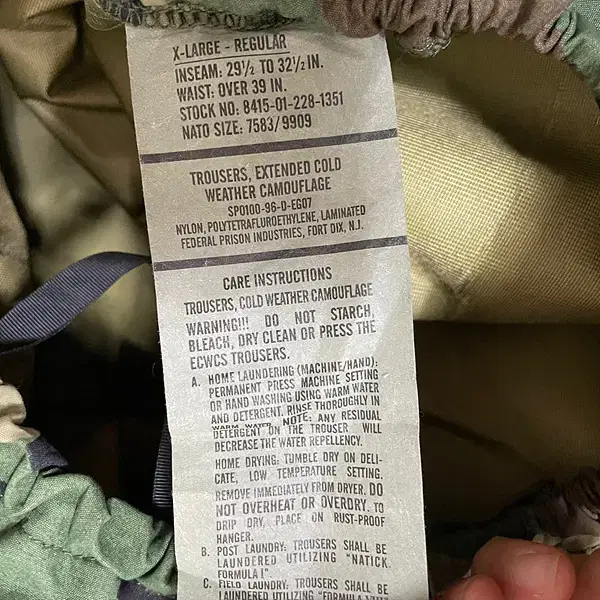 X-LARGE - REGULAR
INSEAM: 29½ TO 32½ IN.
WAIST: OVER 39 IN.
STOCK NO: 8415-01-228-1351
NATO SIZE: 7583/9909
TROUSERS, EXTENDED COLD
WEATHER CAMOUFLAGE
SPO100-96-D-EG07
NYLON, POLYTETRAFLUROETHYLENE, LAMINATED
FEDERAL PRISON INDUSTRIES, FORT DIX, N.J.
CARE INSTRUCTIONS
TROUSERS, COLD WEATHER CAMOUFLAGE
WARNING!!! DO NOT STARCH,
BLEACH, DRY CLEAN OR PRESS THE
ECWCS TROUSERS.
A. HOME LAUNDERING (MACHINE/HAND):
PERMANENT PRESS MACHINE SETTING
OR HAND WASHING USING WARM WATER
AND DETERGENT. RINSE THOROUGHLY IN
WARM WATER. NOTE: ANY RESIDUAL
DETERGENT ON THE TROUSER WILL
DECREASE THE WATER REPELLENCY.
HOME DRYING: TUMBLE DRY ON DELI-
CATE, LOW TEMPERATURE SETTING.
REMOVE IMMEDIATELY FROM DRYER. DO
NOT OVERHEAT OR OVERDRY. TO
DRIP DRY, PLACE ON RUST-PROOF
HANGER.
B. POST LAUNDRY: TROUSERS SHALL BE
LAUNDERED UTILIZING "NATICK
FORMULA I"
C. FIELD LAUNDRY: TROUSERS SHALL BE
LAUNDERED UTILIZING "FORMULA